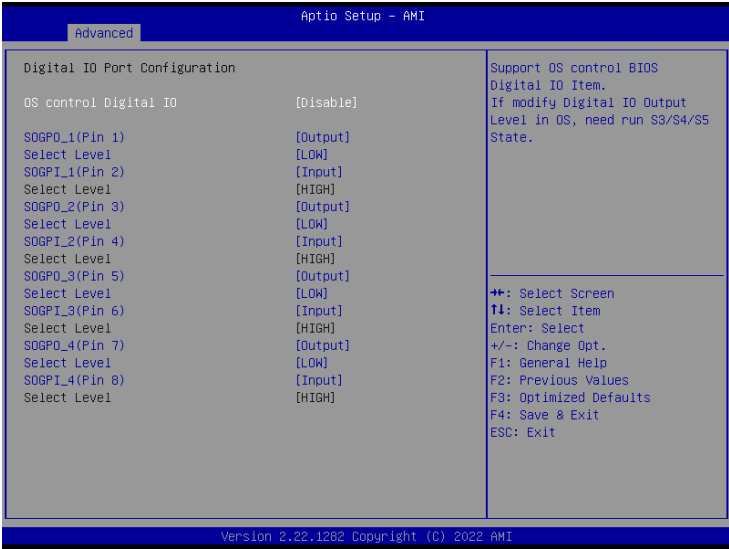 Aptio Setup – AMI
Advanced
Digital IO Port Configuration
OS control Digital IO [Disable]
SOGPO_1(Pin 1) [Output]
Select Level [LOW]
SOGPI_1(Pin 2) [Input]
Select Level [HIGH]
SOGPO_2(Pin 3) [Output]
Select Level [LOW]
SOGPI_2(Pin 4) [Input]
Select Level [HIGH]
SOGPO_3(Pin 5) [Output]
Select Level [LOW]
SOGPI_3(Pin 6) [Input]
Select Level [HIGH]
SOGPO_4(Pin 7) [Output]
Select Level [LOW]
SOGPI_4(Pin 8) [Input]
Select Level [HIGH]
Support OS control BIOS
Digital IO Item.
If modify Digital IO Output
Level in OS, need run S3/S4/S5
State.
→←: Select Screen
↑↓: Select Item
Enter: Select
+/-: Change Opt.
F1: General Help
F2: Previous Values
F3: Optimized Defaults
F4: Save & Exit
ESC: Exit
Version 2.22.1282 Copyright (C) 2022 AMI